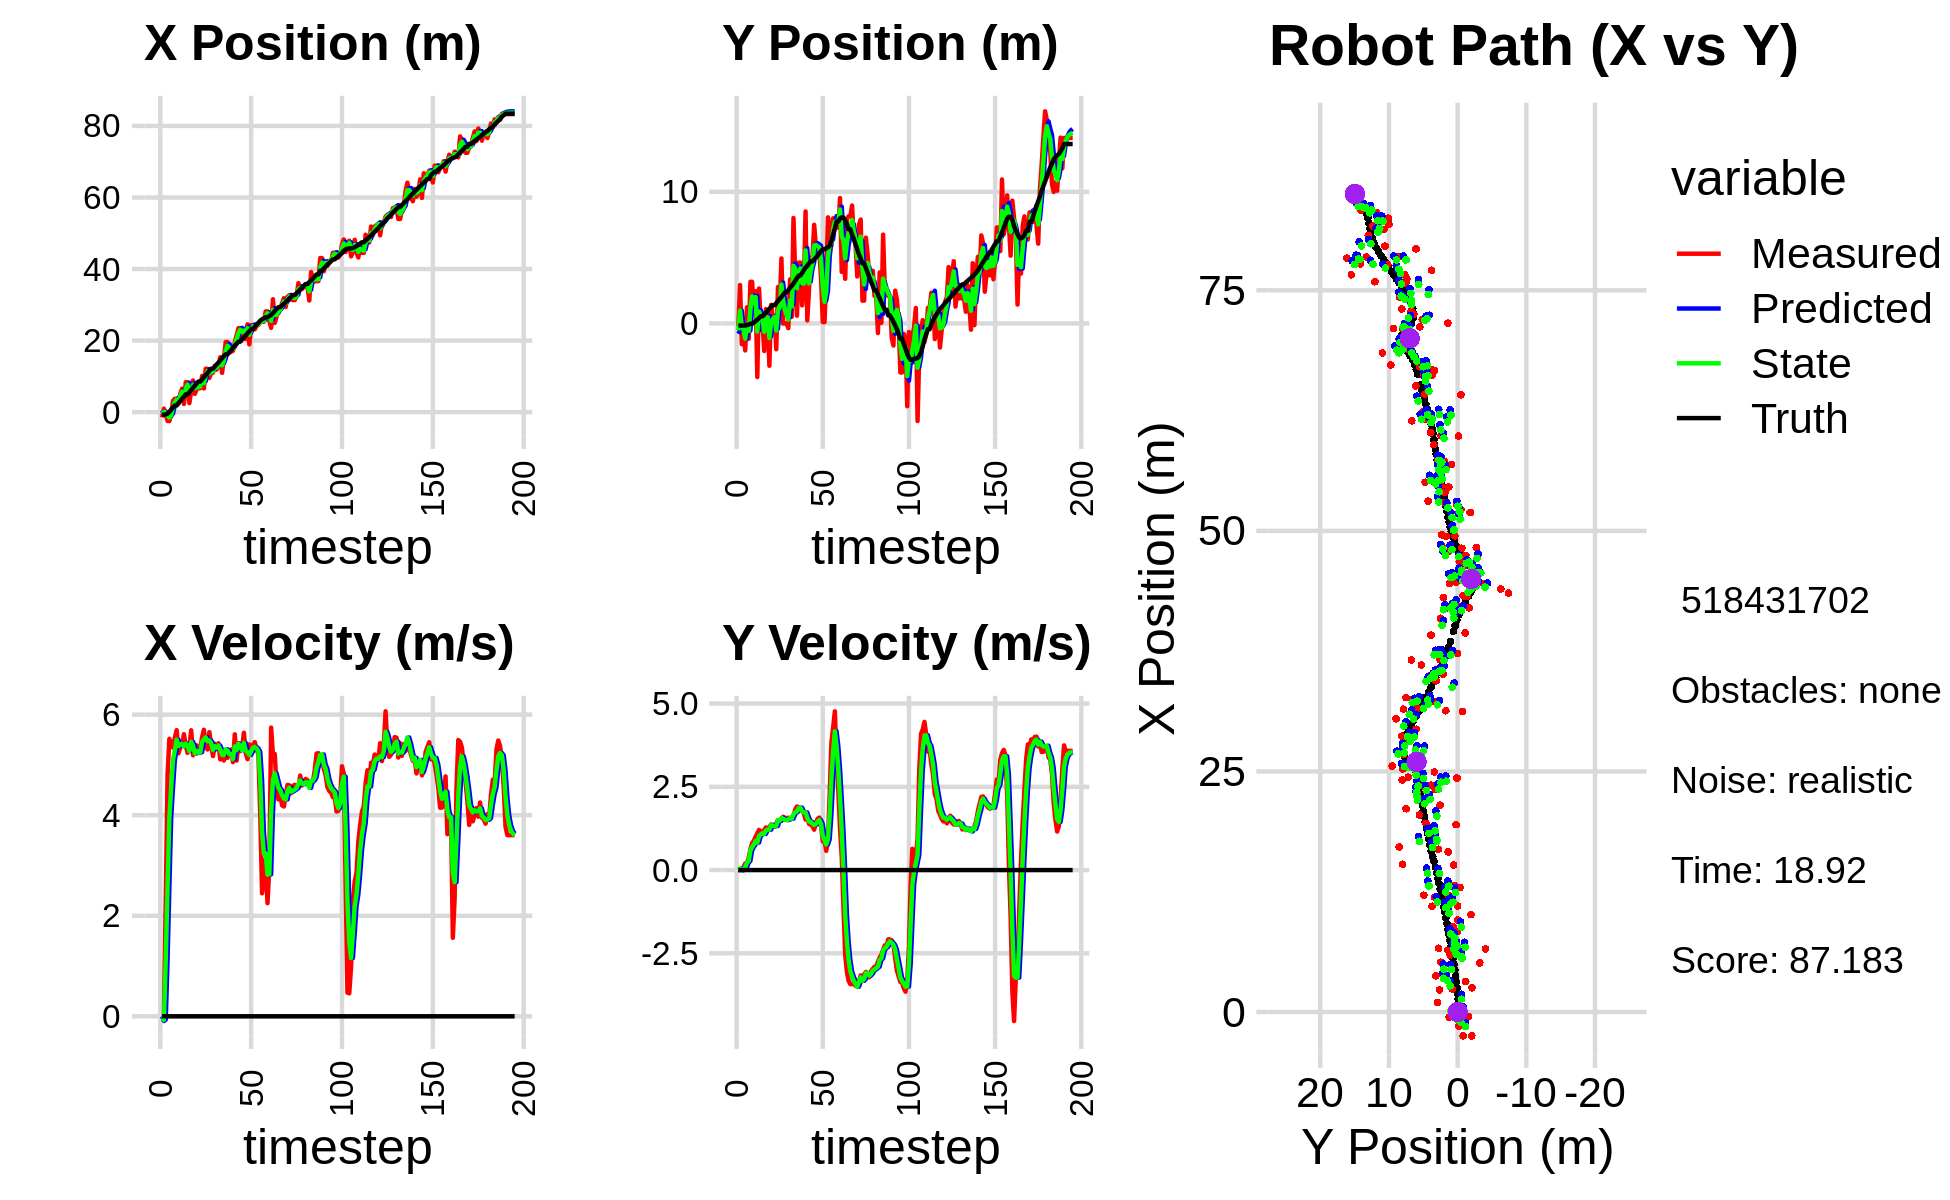 X Position (m)
80
60
40
20
0
0
50
100
150
200
timestep
Y Position (m)
10
0
0
50
100
150
200
timestep
X Velocity (m/s)
6
4
2
0
0
50
100
150
200
timestep
Y Velocity (m/s)
5.0
2.5
0.0
-2.5
0
50
100
150
200
timestep
Robot Path (X vs Y)
X Position (m)
75
50
25
0
20 10 0 -10 -20
Y Position (m)
variable
Measured
Predicted
State
Truth
518431702
Obstacles: none
Noise: realistic
Time: 18.92
Score: 87.183